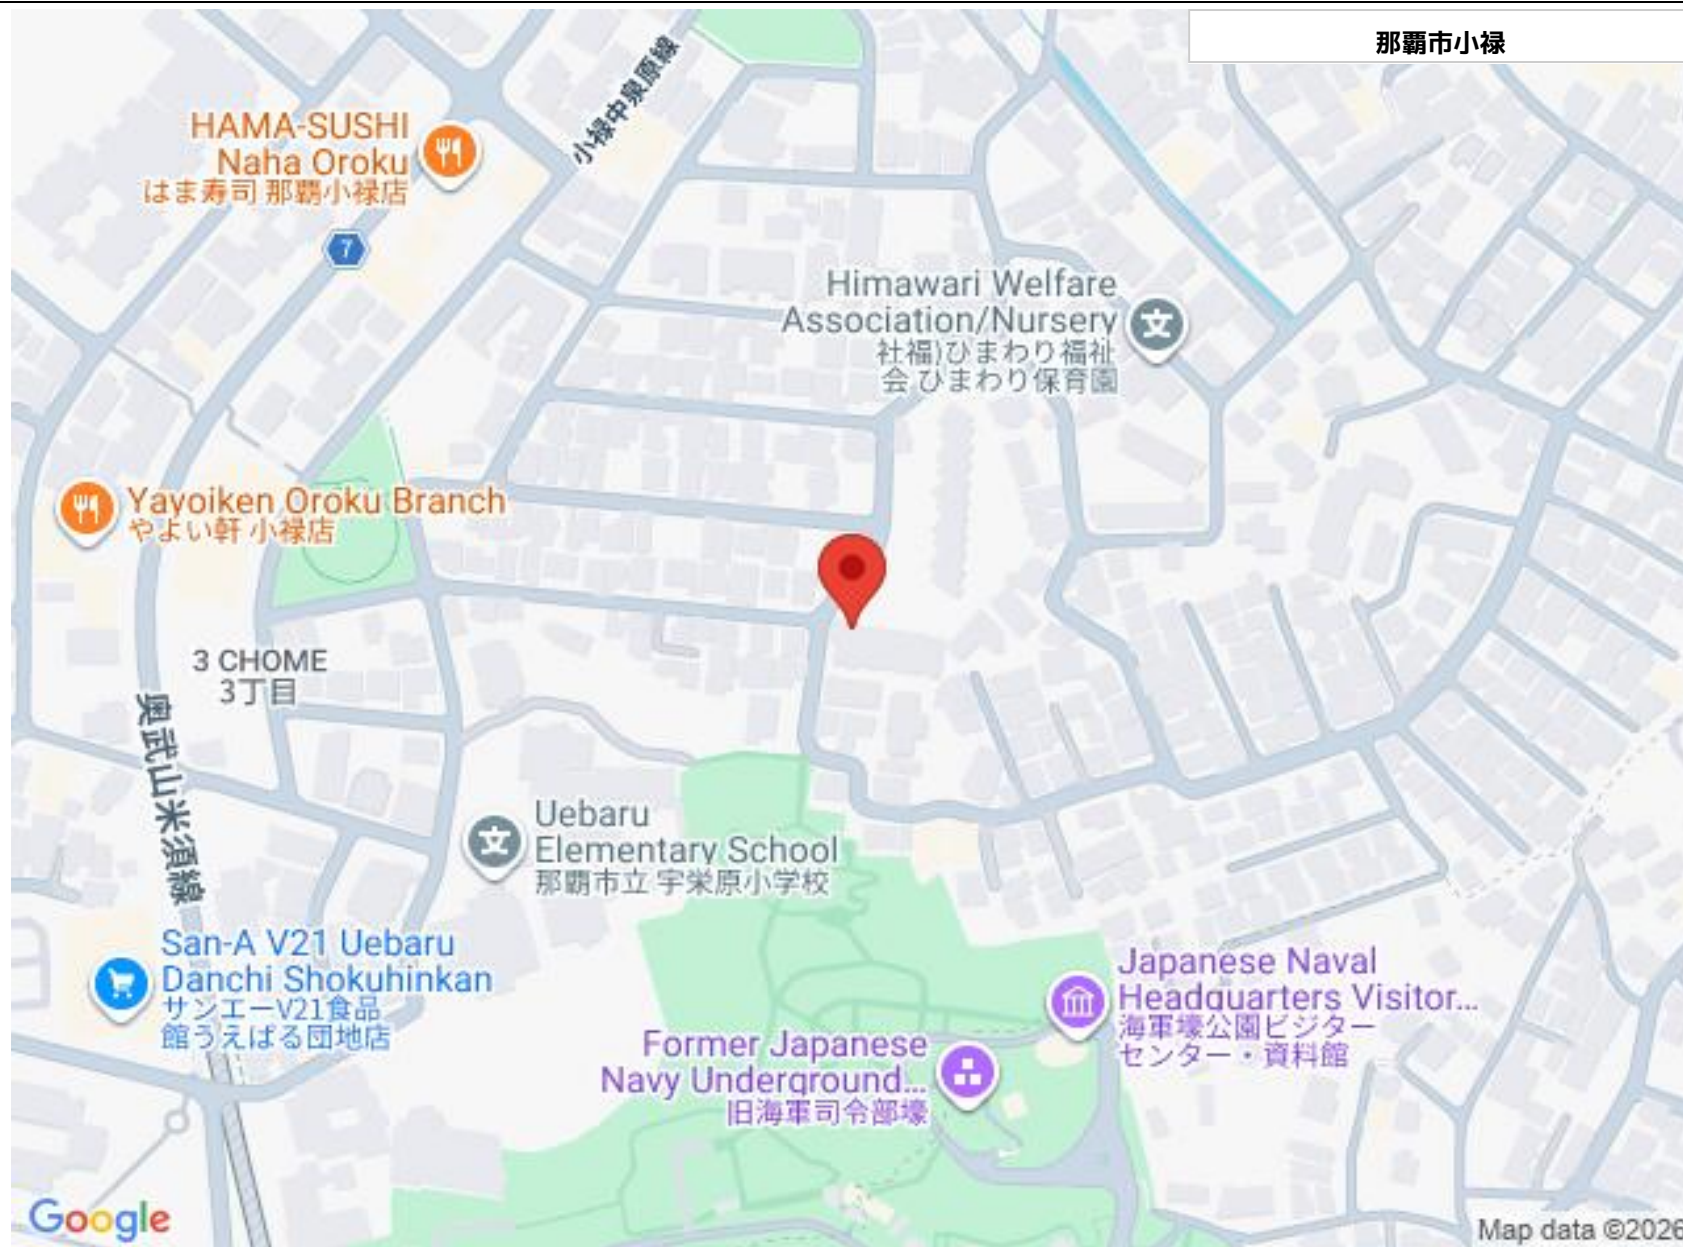 那覇市小禄
小禄中泉原線
HAMA-SUSHI
Naha Oroku
はま寿司 那覇小禄店
7
Himawari Welfare
Association/Nursery
社福)ひまわり福祉
会 ひまわり保育園
Yayoiken Oroku Branch
やよい軒 小禄店
3 CHOME
3丁目
奥武山米須線
Uebaru
Elementary School
那覇市立 宇栄原小学校
San-A V21 Uebaru
Danchi Shokuhinkan
サンエーV21食品
館うえばる団地店
Japanese Naval
Headquarters Visitor...
海軍壕公園ビジター
センター・資料館
Former Japanese
Navy Underground...
旧海軍司令部壕
Google
Map data ©2026